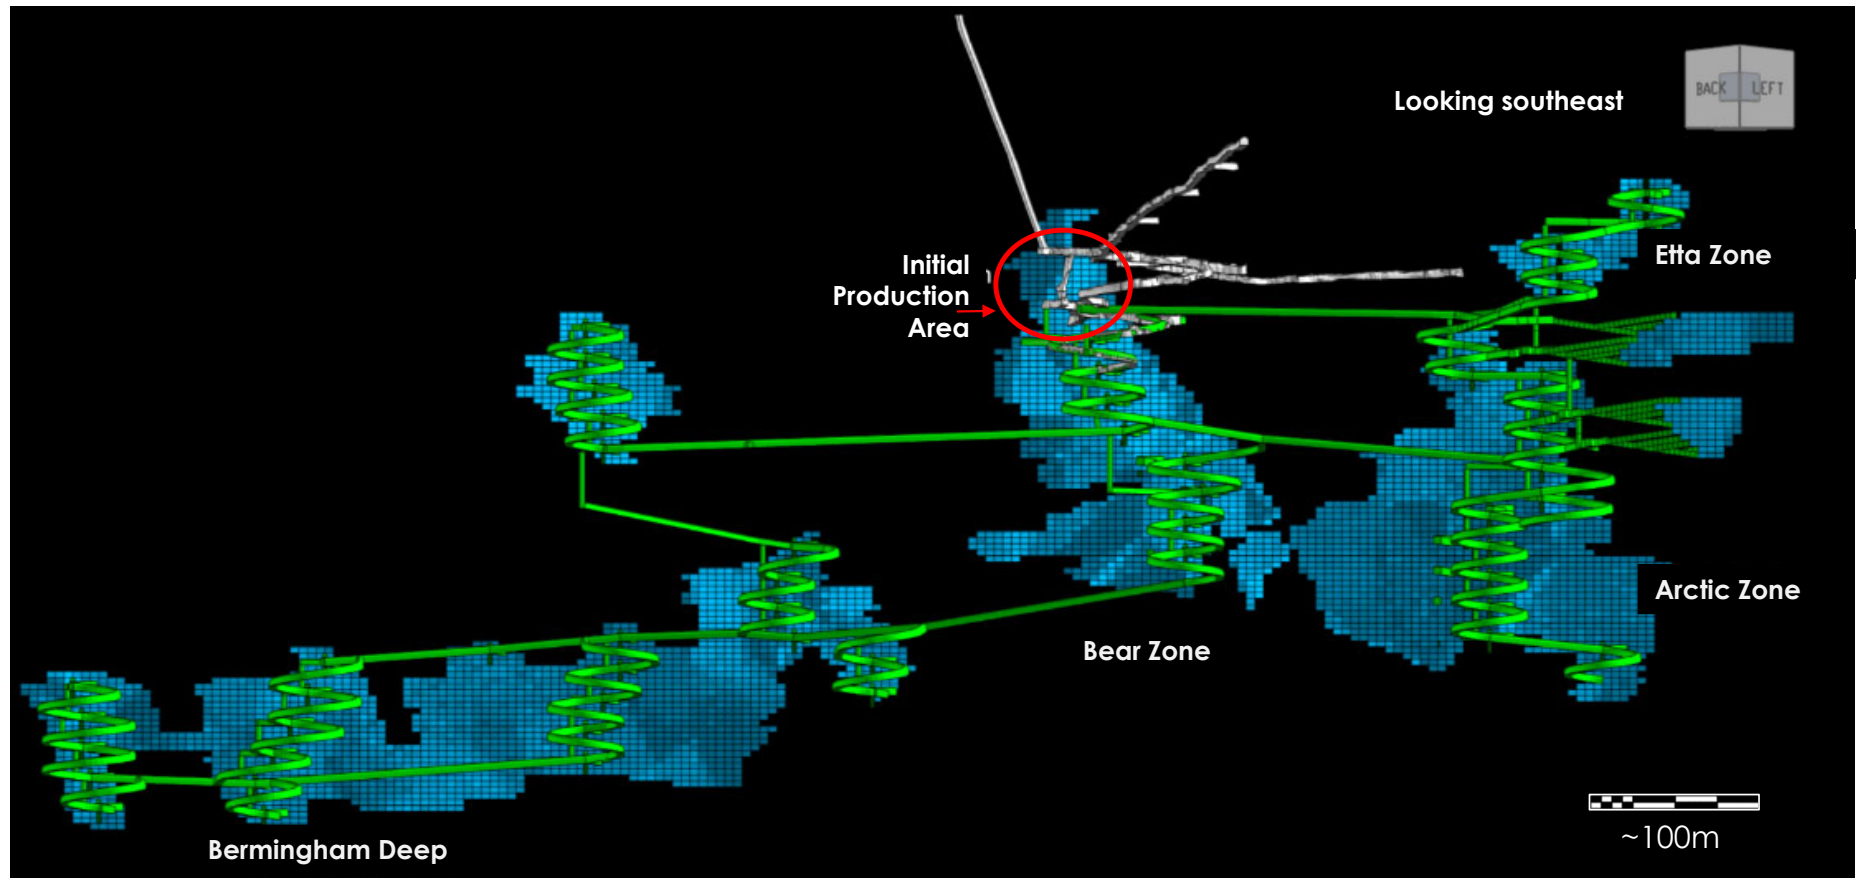 Looking southeast
BACK LEFT
Initial
Production
Area
Etta Zone
Arctic Zone
Bear Zone
Bermingham Deep
~100m